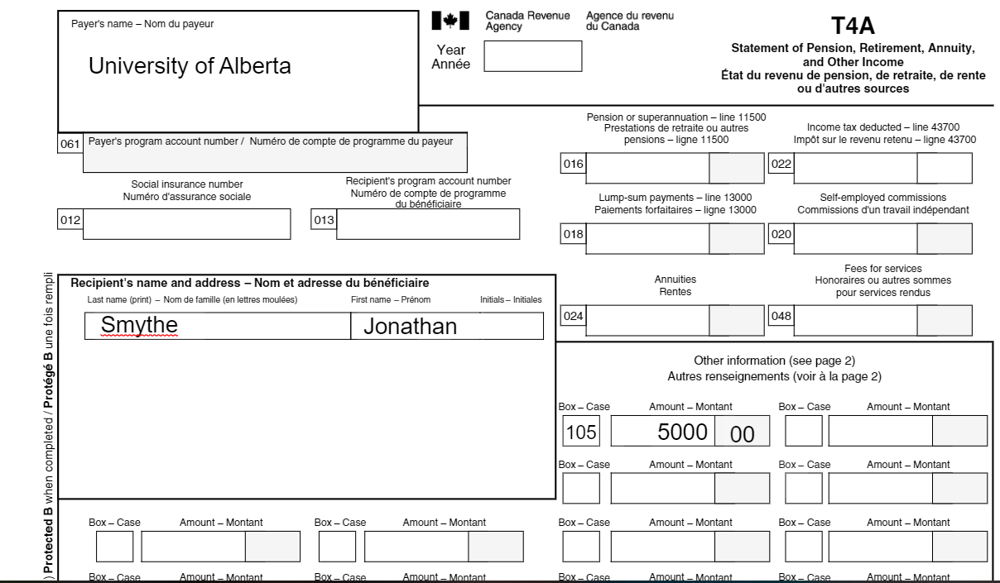 Payer's name – Nom du payeur
University of Alberta
Canada Revenue Agency
Agence du revenu du Canada
Year
Année
T4A
Statement of Pension, Retirement, Annuity,
and Other Income
État du revenu de pension, de retraite, de rente
ou d'autres sources
061 Payer's program account number / Numéro de compte de programme du payeur
Pension or superannuation – line 11500
Prestations de retraite ou autres
pensions – ligne 11500
016
Income tax deducted – line 43700
Impôt sur le revenu retenu – ligne 43700
022
Social insurance number
Numéro d'assurance sociale
012
Recipient's program account number
Numéro de compte de programme
du bénéficiaire
013
Lump-sum payments – line 13000
Paiements forfaitaires – ligne 13000
018
Self-employed commissions
Commissions d'un travail indépendant
020
Annuities
Rentes
024
Fees for services
Honoraires ou autres sommes
pour services rendus
048
Recipient's name and address – Nom et adresse du bénéficiaire
Last name (print) – Nom de famille (en lettres moulées) First name – Prénom Initials – Initiales
Smythe Jonathan
Other information (see page 2)
Autres renseignements (voir à la page 2)
Box – Case Amount – Montant Box – Case Amount – Montant
105 5000 00
Box – Case Amount – Montant Box – Case Amount – Montant
Box – Case Amount – Montant Box – Case Amount – Montant Box – Case Amount – Montant Box – Case Amount – Montant
Box – Case Amount – Montant Box – Case Amount – Montant Box – Case Amount – Montant Box – Case Amount – Montant
) Protected B when completed / Protégé B une fois rempli